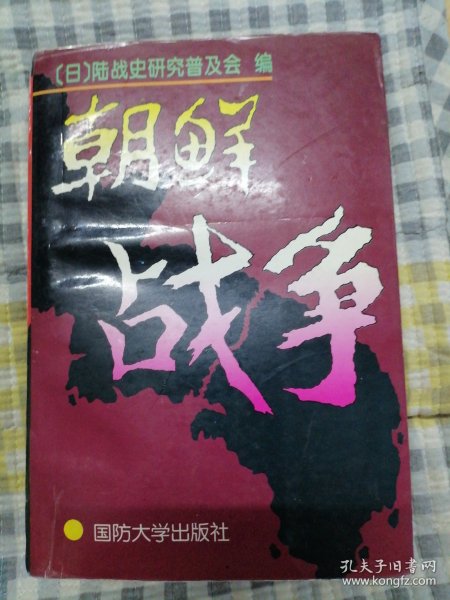 〔日〕陆战史研究普及会 编
朝鲜
战争
国防大学出版社
孔夫子旧书网
www.kongfz.com